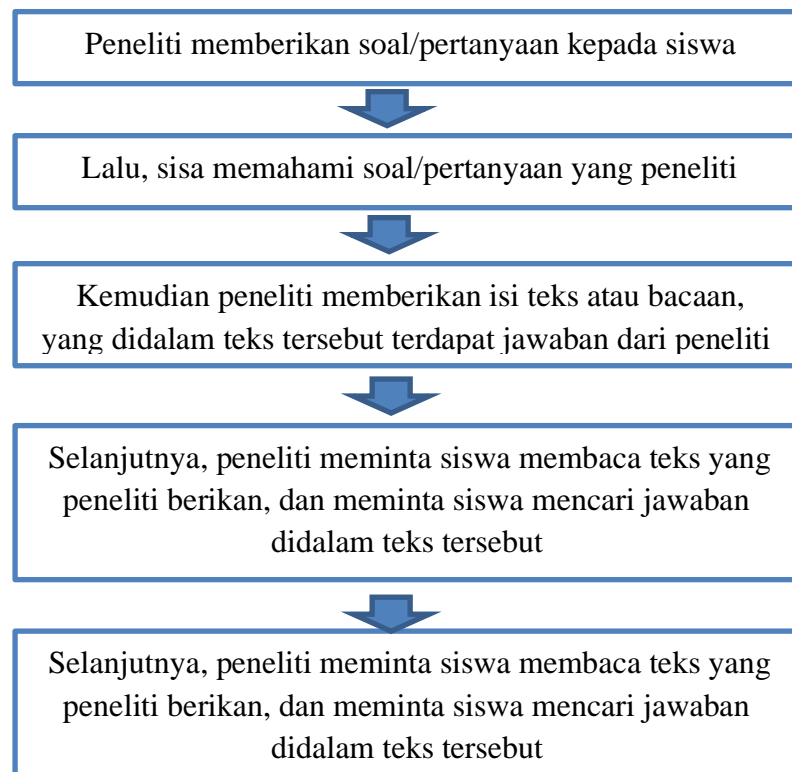 Peneliti memberikan soal/pertanyaan kepada siswa
Lalu, sisa memahami soal/pertanyaan yang peneliti
Kemudian peneliti memberikan isi teks atau bacaan,
yang didalam teks tersebut terdapat jawaban dari peneliti
Selanjutnya, peneliti meminta siswa membaca teks yang
peneliti berikan, dan meminta siswa mencari jawaban
didalam teks tersebut
Selanjutnya, peneliti meminta siswa membaca teks yang
peneliti berikan, dan meminta siswa mencari jawaban
didalam teks tersebut